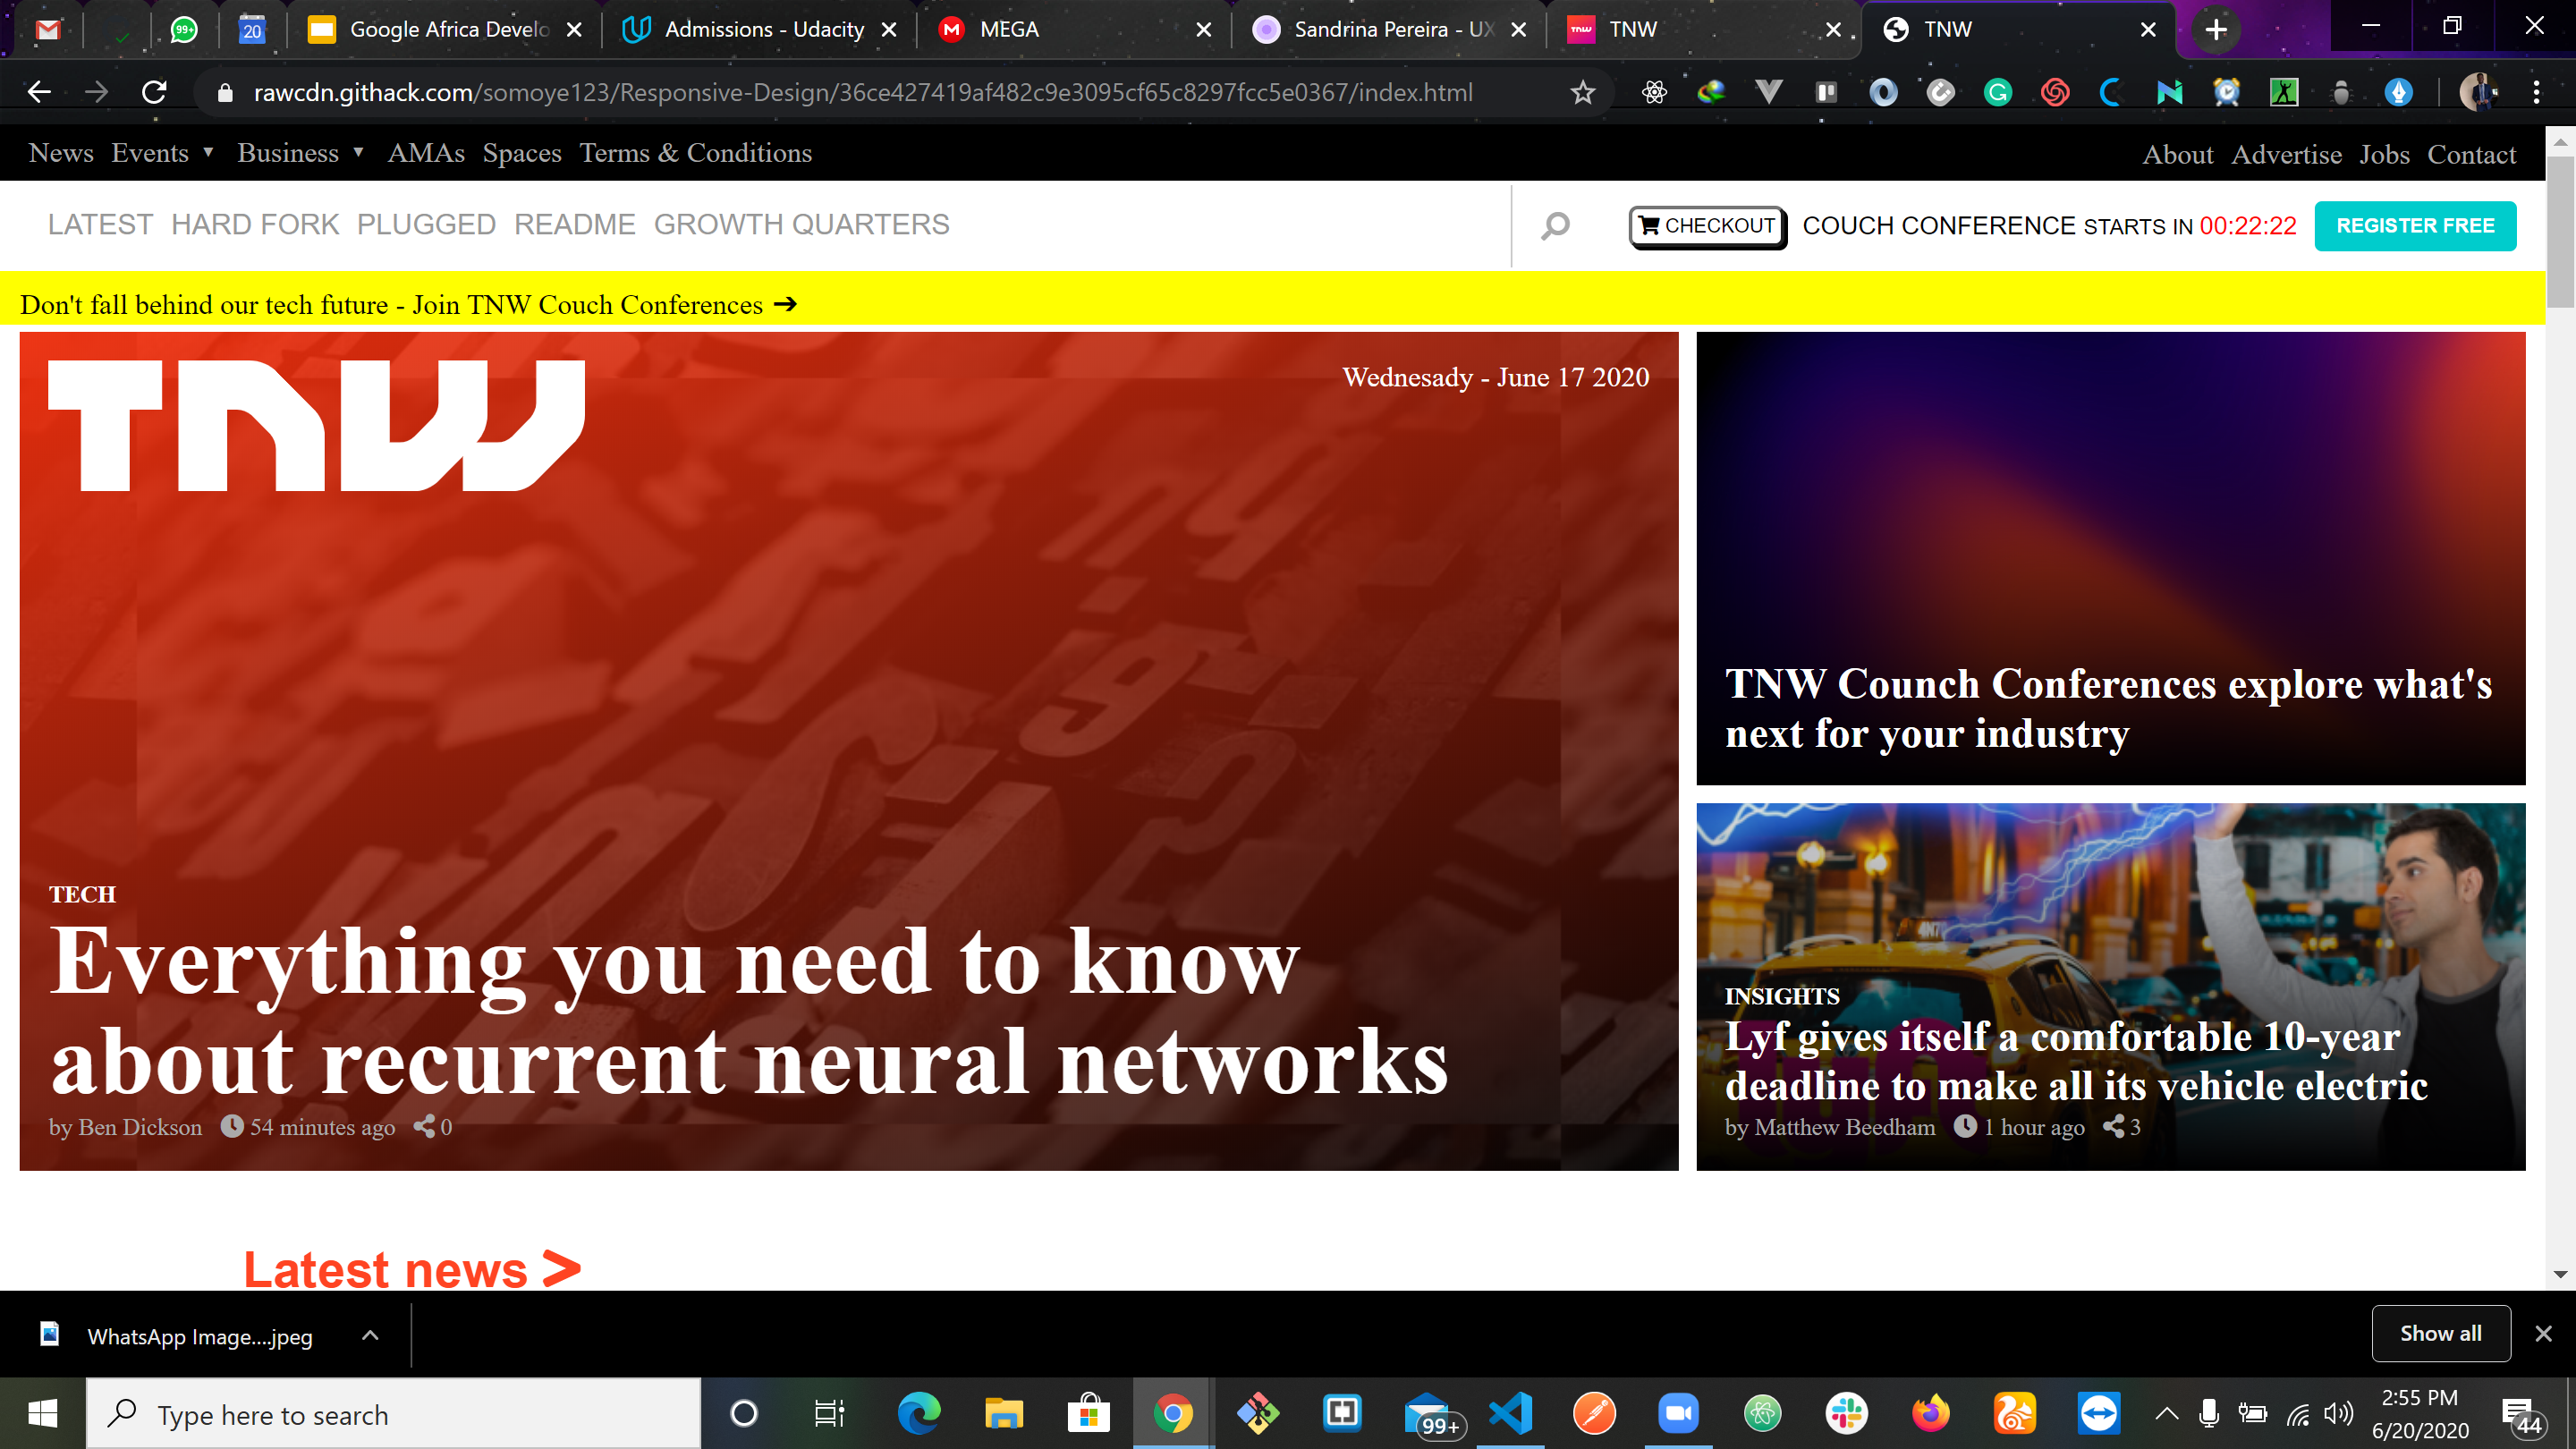 99+
20
Google Africa Develo
Admissions - Udacity
MEGA
Sandrina Pereira - UX
TNW
TNW
rawcdn.githack.com/somoye123/Responsive-Design/36ce427419af482c9e3095cf65c8297fcc5e0367/index.html
News Events Business AMAs Spaces Terms & Conditions
About Advertise Jobs Contact
LATEST HARD FORK PLUGGED README GROWTH QUARTERS
CHECKOUT COUCH CONFERENCE STARTS IN 00:22:22 REGISTER FREE
Don't fall behind our tech future - Join TNW Couch Conferences ➔
TNW
Wednesady - June 17 2020
TECH
Everything you need to know
about recurrent neural networks
by Ben Dickson 54 minutes ago 0
TNW Counch Conferences explore what's
next for your industry
4N7
INSIGHTS
Lyf gives itself a comfortable 10-year
deadline to make all its vehicle electric
by Matthew Beedham 1 hour ago 3
Latest news >
WhatsApp Image....jpeg
Show all
Type here to search
99+
2:55 PM
6/20/2020
44